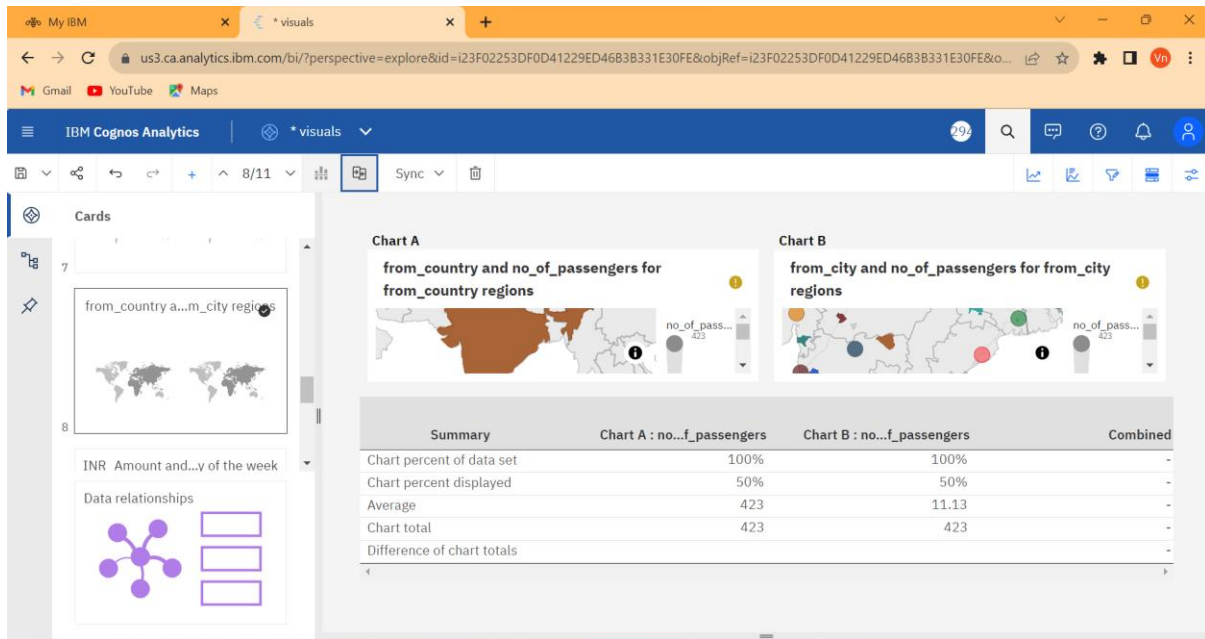 My IBM
* visuals
us3.ca.analytics.ibm.com/bi/?perspective=explore&id=i23F02253DF0D41229ED46B3B331E30FE&objRef=i23F02253DF0D41229ED46B3B331E30FE&o...
Vn
Gmail YouTube Maps
IBM Cognos Analytics * visuals
294
8/11 Sync
Cards
7
from_country a...m_city regions
8
INR Amount and...y of the week
Data relationships
Chart A
from_country and no_of_passengers for
from_country regions
no_of_pass...
423
Chart B
from_city and no_of_passengers for from_city
regions
no_of_pass...
423
Summary Chart A : no...f_passengers Chart B : no...f_passengers Combined
Chart percent of data set 100% 100% -
Chart percent displayed 50% 50% -
Average 423 11.13 -
Chart total 423 423 -
Difference of chart totals -